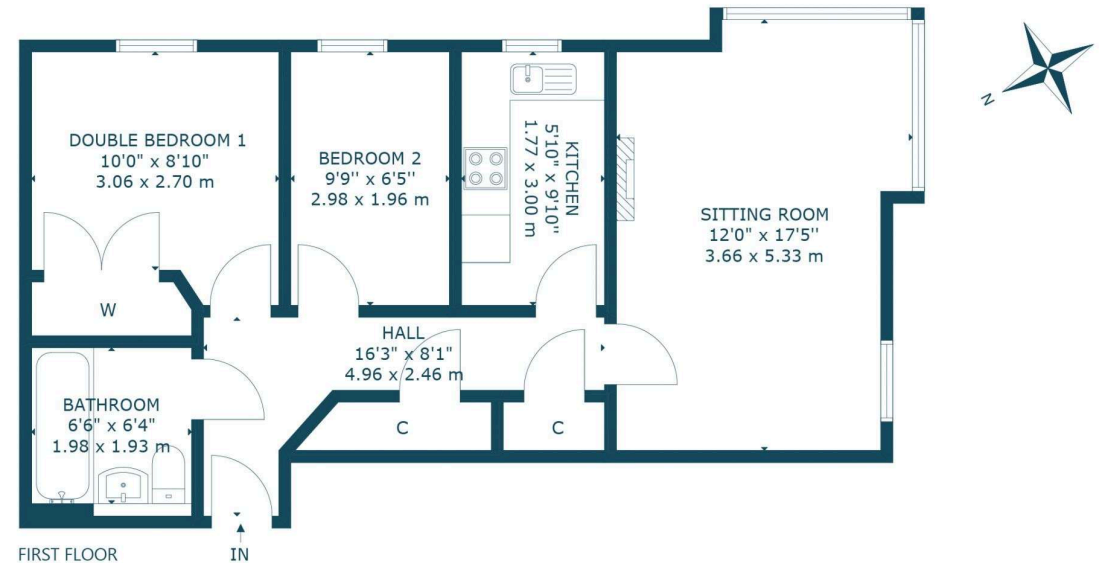 DOUBLE BEDROOM 1
10'0" x 8'10"
3.06 x 2.70 m
BEDROOM 2
9'9'' x 6'5''
2.98 x 1.96 m
KITCHEN
5'10" x 9'10''
1.77 x 3.00 m
SITTING ROOM
12'0" x 17'5''
3.66 x 5.33 m
N
W
HALL
16'3" x 8'1"
4.96 x 2.46 m
BATHROOM
6'6" x 6'4"
1.98 x 1.93 m
C
C
FIRST FLOOR
IN